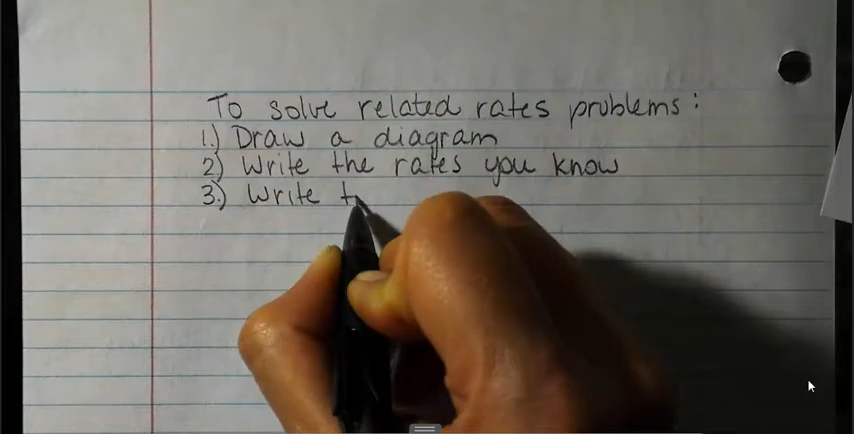 To solve related rates problems:
1.) Draw a diagram
2) Write the rates you know
3.) Write t